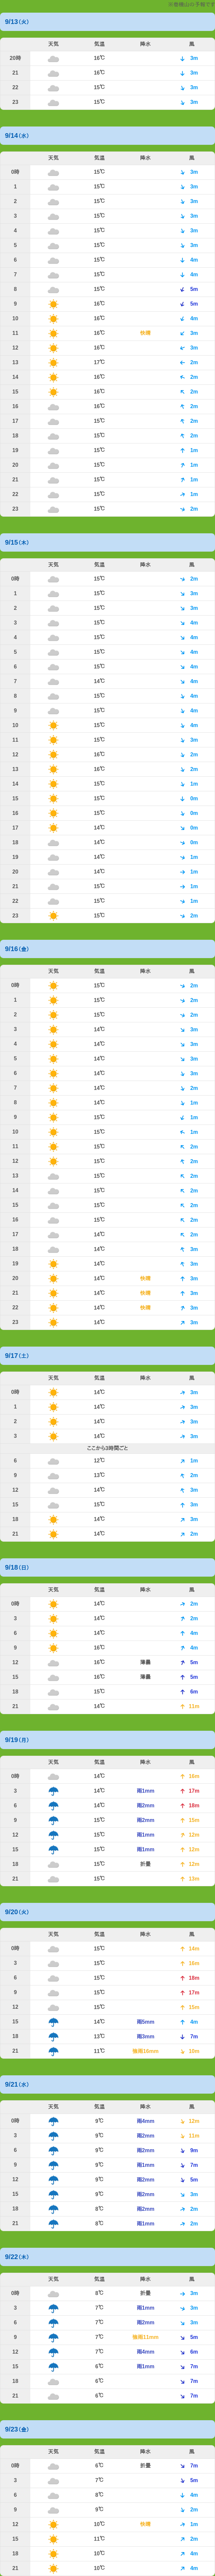 9/13(火)
天気 気温 降水 風
20時 16℃ 3m
21 16℃ 3m
22 15℃ 3m
23 15℃ 3m
9/14(水)
天気 気温 降水 風
0時 15℃ 3m
1 15℃ 3m
2 15℃ 3m
3 15℃ 3m
4 15℃ 3m
5 15℃ 3m
6 15℃ 4m
7 15℃ 4m
8 15℃ 5m
9 16℃ 5m
10 16℃ 4m
11 16℃ 快晴 3m
12 16℃ 3m
13 17℃ 2m
14 16℃ 2m
15 16℃ 2m
16 16℃ 2m
17 15℃ 2m
18 15℃ 2m
19 15℃ 1m
20 15℃ 1m
21 15℃ 1m
22 15℃ 1m
23 15℃ 2m
9/15(木)
天気 気温 降水 風
0時 15℃ 2m
1 15℃ 3m
2 15℃ 3m
3 15℃ 4m
4 15℃ 4m
5 15℃ 4m
6 15℃ 4m
7 14℃ 4m
8 15℃ 4m
9 15℃ 4m
10 15℃ 4m
11 15℃ 3m
12 16℃ 2m
13 16℃ 2m
14 15℃ 1m
15 15℃ 0m
16 15℃ 0m
17 14℃ 0m
18 14℃ 0m
19 14℃ 1m
20 14℃ 1m
21 15℃ 1m
22 15℃ 1m
23 15℃ 2m
9/16(金)
天気 気温 降水 風
0時 15℃ 2m
1 15℃ 2m
2 15℃ 2m
3 14℃ 3m
4 14℃ 3m
5 14℃ 3m
6 14℃ 3m
7 14℃ 2m
8 14℃ 1m
9 15℃ 1m
10 15℃ 1m
11 15℃ 2m
12 15℃ 2m
13 15℃ 2m
14 15℃ 2m
15 15℃ 2m
16 15℃ 2m
17 14℃ 2m
18 14℃ 3m
19 14℃ 3m
20 14℃ 快晴 3m
21 14℃ 快晴 3m
22 14℃ 快晴 3m
23 14℃ 3m
9/17(土)
天気 気温 降水 風
0時 14℃ 3m
1 14℃ 3m
2 14℃ 3m
3 14℃ 3m
ここから3時間ごと
6 12℃ 1m
9 13℃ 2m
12 14℃ 3m
15 15℃ 3m
18 14℃ 3m
21 14℃ 2m
9/18(日)
天気 気温 降水 風
0時 14℃ 2m
3 14℃ 2m
6 14℃ 4m
9 16℃ 4m
12 16℃ 薄曇 5m
15 16℃ 薄曇 5m
18 15℃ 6m
21 14℃ 11m
9/19(月)
天気 気温 降水 風
0時 14℃ 16m
3 14℃ 雨1mm 17m
6 14℃ 雨2mm 18m
9 15℃ 雨2mm 15m
12 15℃ 雨1mm 12m
15 15℃ 雨1mm 12m
18 15℃ 12m
21 15℃ 13m
9/20(火)
天気 気温 降水 風
0時 15℃ 14m
3 15℃ 16m
6 15℃ 18m
9 15℃ 17m
12 15℃ 15m
15 14℃ 雨5mm 4m
18 13℃ 雨3mm 7m
21 11℃ 10m
9/21(水)
天気 気温 降水 風
0時 9℃ 雨4mm 12m
3 9℃ 雨2mm 11m
6 9℃ 雨2mm 9m
9 9℃ 雨1mm 7m
12 9℃ 雨2mm 5m
15 9℃ 雨2mm 3m
18 8℃ 雨2mm 2m
21 8℃ 雨1mm 2m
9/22(木)
天気 気温 降水 風
0時 8℃ 3m
3 7℃ 雨1mm 3m
6 7℃ 雨2mm 3m
9 7℃ 5m
12 7℃ 雨4mm 6m
15 6℃ 雨1mm 7m
18 6℃ 7m
21 6℃ 7m
9/23(金)
天気 気温 降水 風
0時 6℃ 7m
3 7℃ 5m
6 8℃ 4m
9 9℃ 2m
12 10℃ 快晴 1m
15 11℃ 2m
18 10℃ 4m
21 10℃ 4m